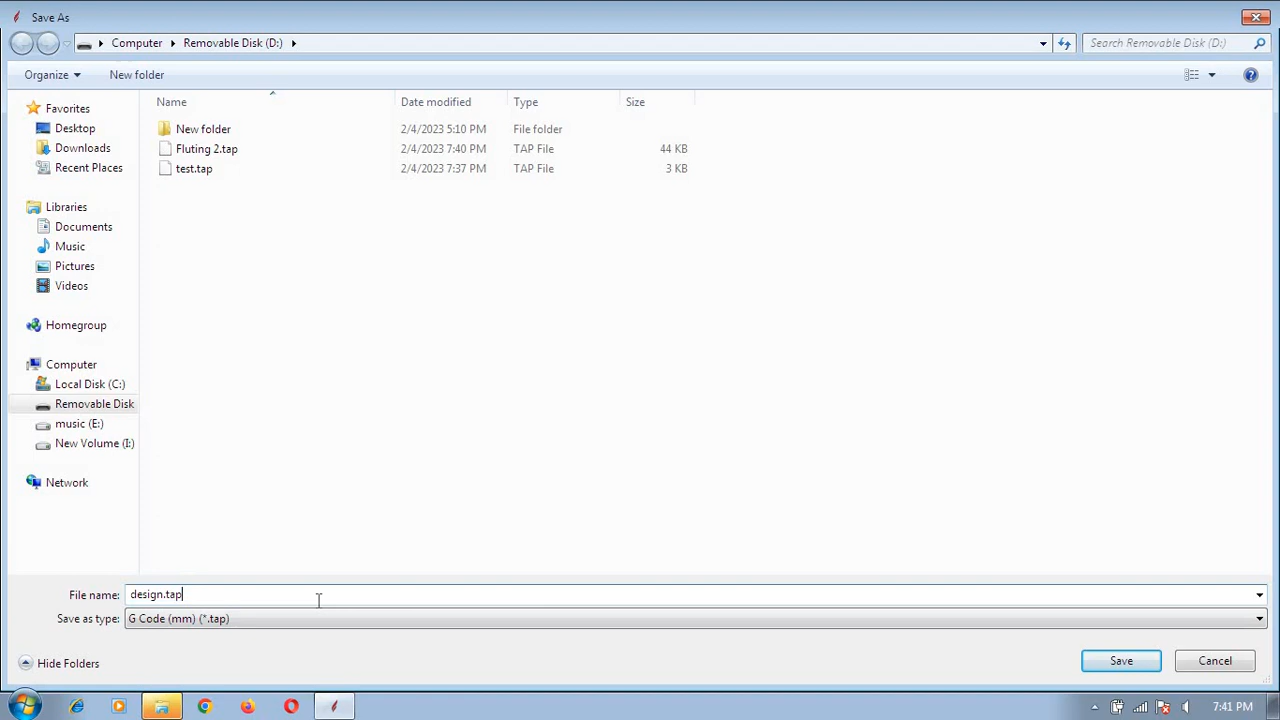 Save As
Computer Removable Disk (D:) Search Removable Disk (D:)
Organize New folder
Name Date modified Type Size
New folder 2/4/2023 5:10 PM File folder
Fluting 2.tap 2/4/2023 7:40 PM TAP File 44 KB
test.tap 2/4/2023 7:37 PM TAP File 3 KB
Favorites
Desktop
Downloads
Recent Places
Libraries
Documents
Music
Pictures
Videos
Homegroup
Computer
Local Disk (C:)
Removable Disk
music (E:)
New Volume (I:)
Network
File name: design.tap
Save as type: G Code (mm) (*.tap)
Hide Folders Save Cancel
7:41 PM